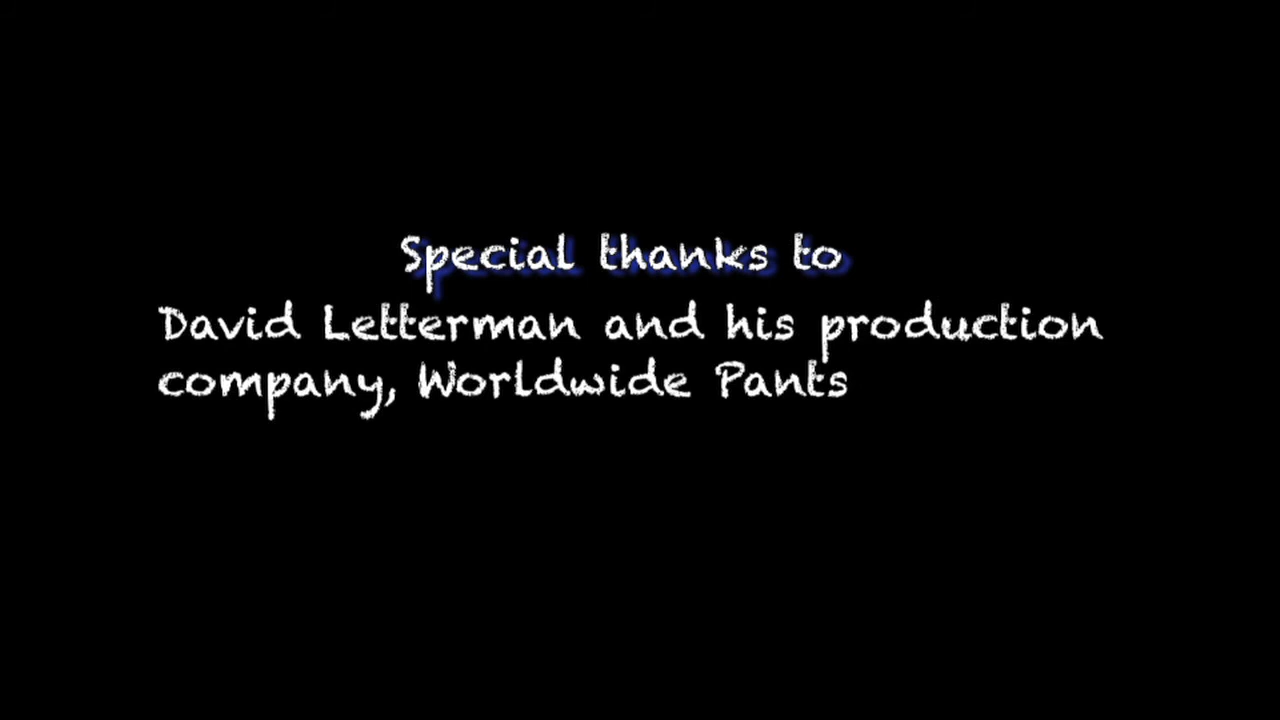 Special thanks to
David Letterman and his production
company, Worldwide Pants